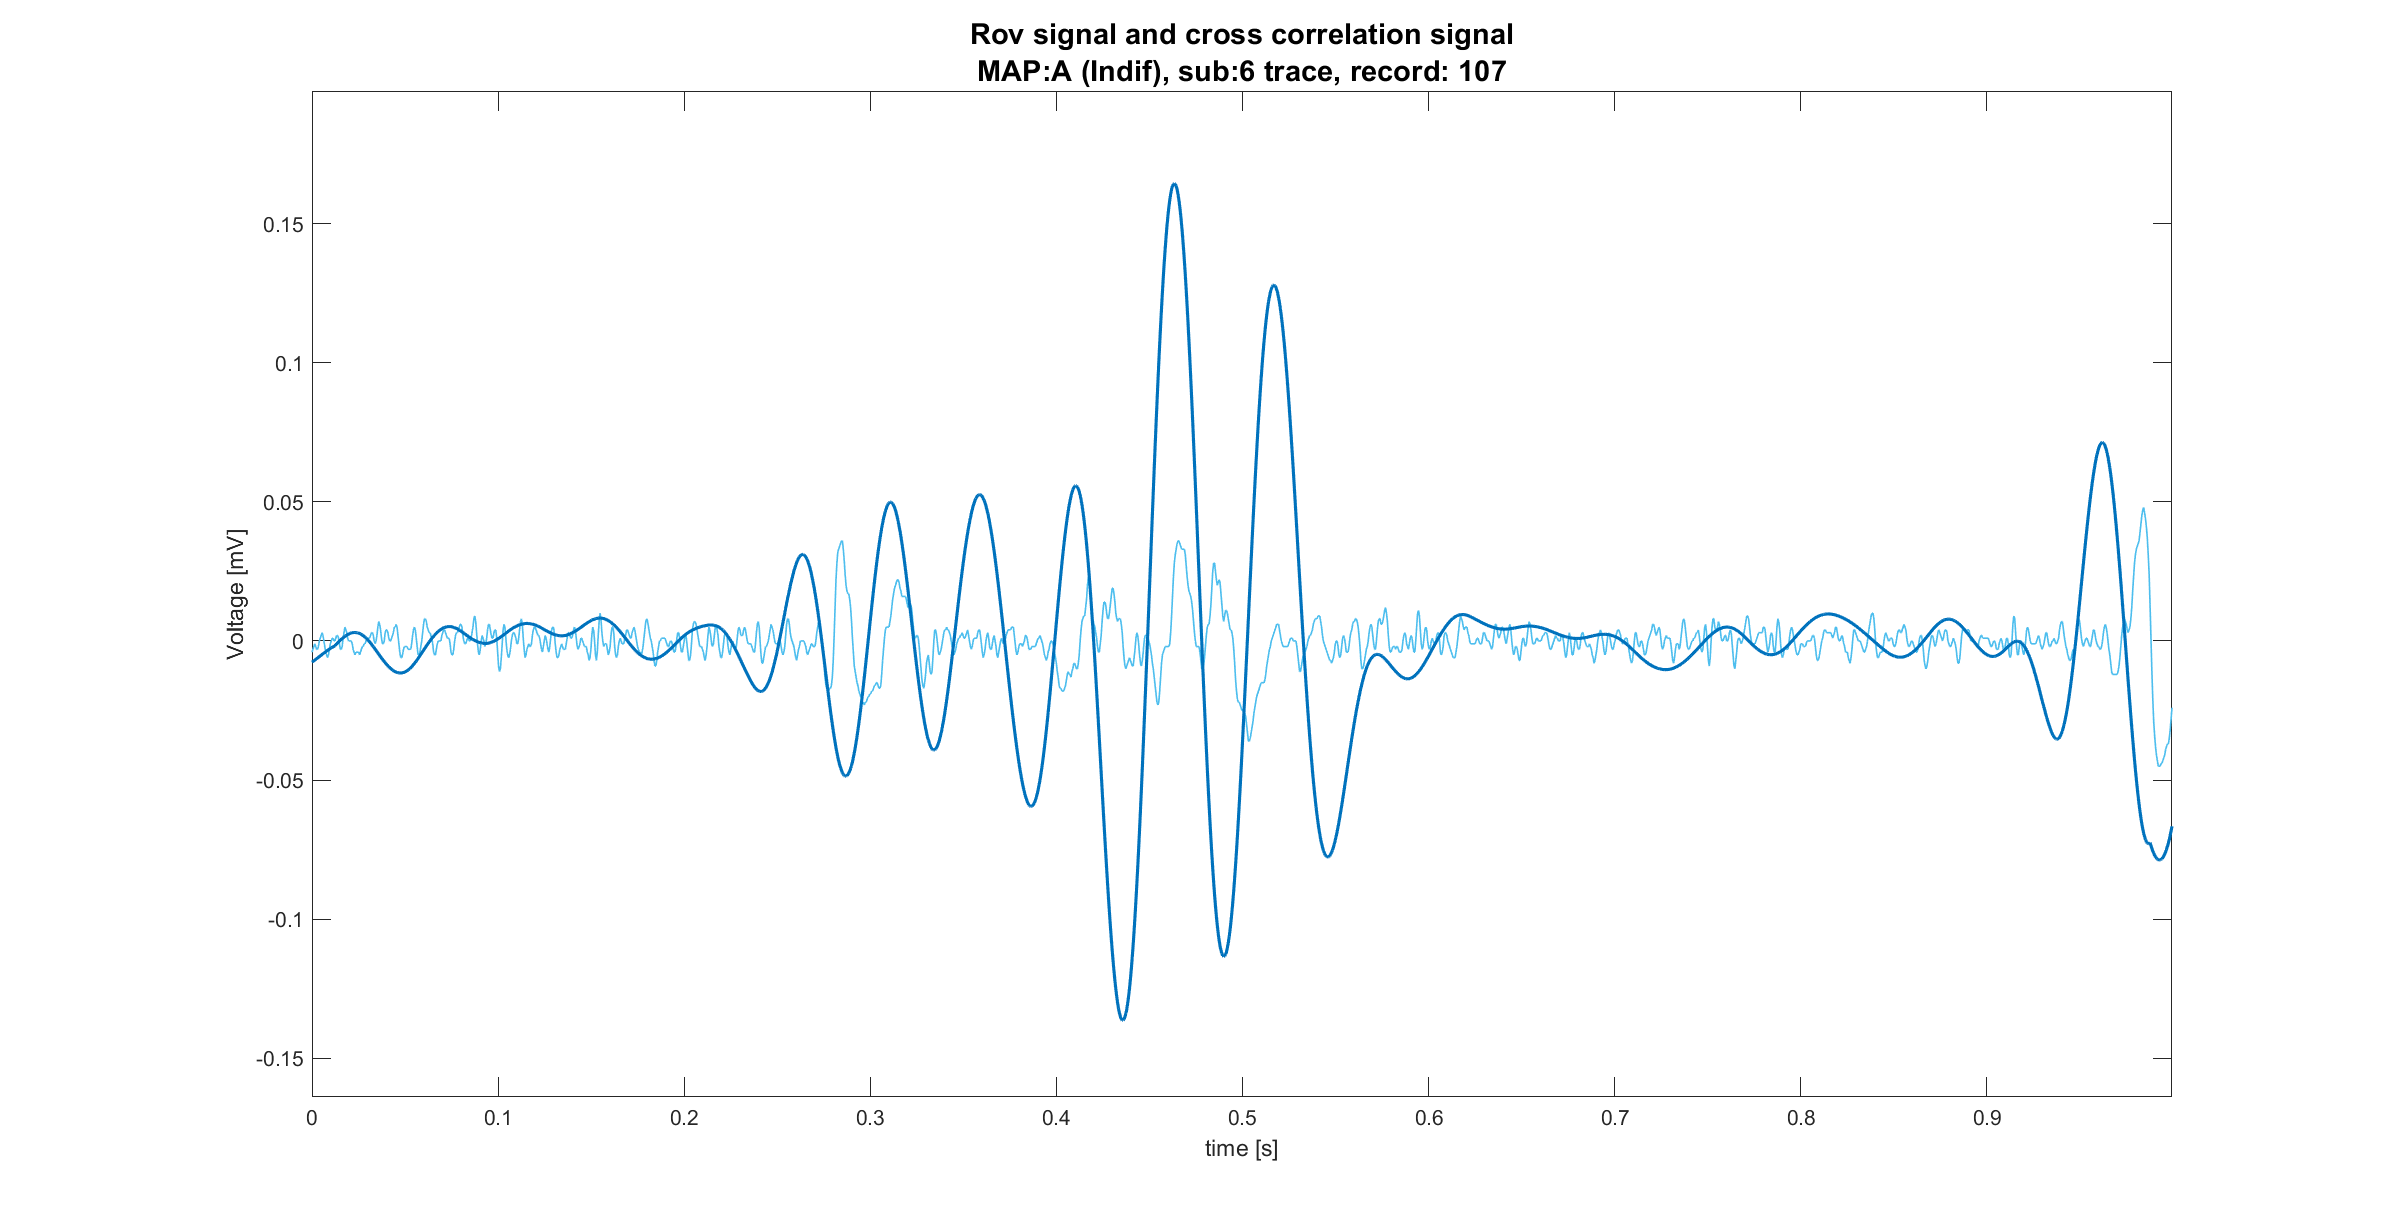 Rov signal and cross correlation signal
MAP:A (Indif), sub:6 trace, record: 107
Voltage [mV]
0.15
0.1
0.05
0
-0.05
-0.1
-0.15
0 0.1 0.2 0.3 0.4 0.5 0.6 0.7 0.8 0.9
time [s]